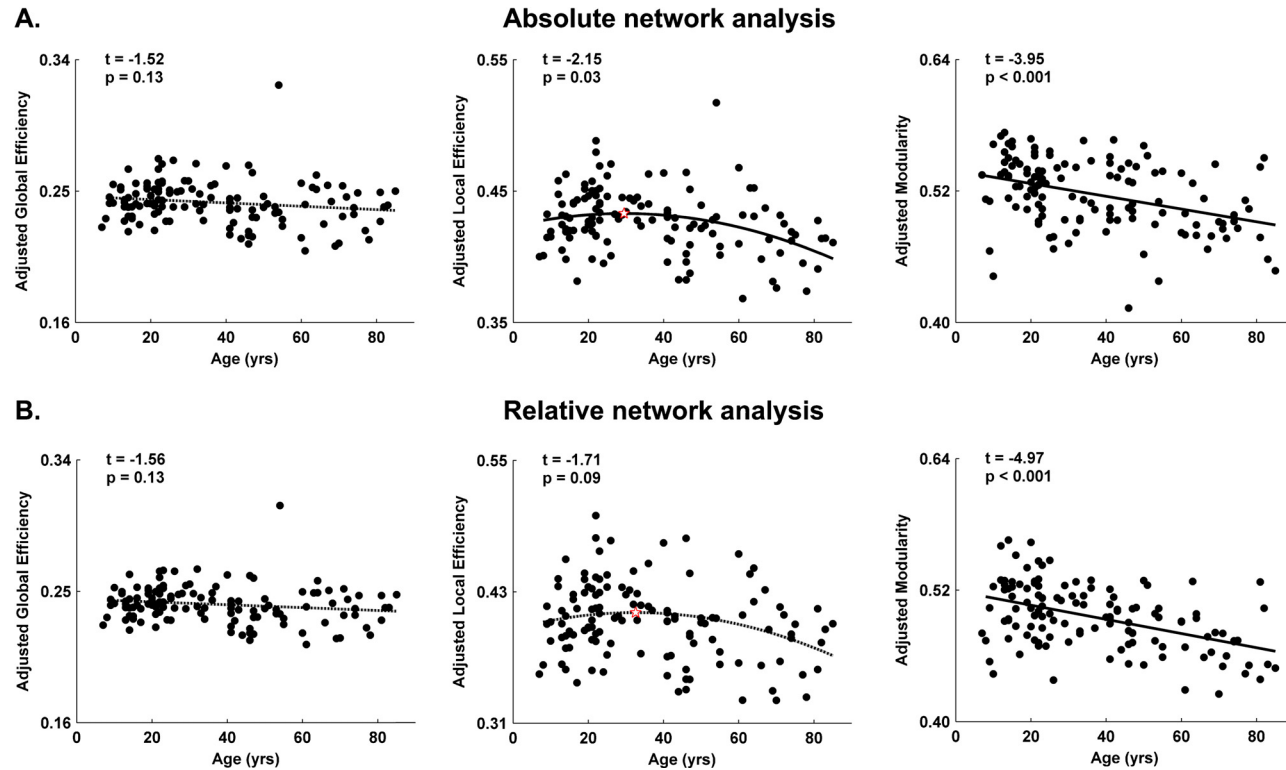 A. Absolute network analysis
t = -1.52
p = 0.13
0.34
0.25
0.16
Adjusted Global Efficiency
0 20 40 60 80
Age (yrs)
t = -2.15
p = 0.03
0.55
0.45
0.35
Adjusted Local Efficiency
0 20 40 60 80
Age (yrs)
t = -3.95
p < 0.001
0.64
0.52
0.40
Adjusted Modularity
0 20 40 60 80
Age (yrs)
B. Relative network analysis
t = -1.56
p = 0.13
0.34
0.25
0.16
Adjusted Global Efficiency
0 20 40 60 80
Age (yrs)
t = -1.71
p = 0.09
0.55
0.43
0.31
Adjusted Local Efficiency
0 20 40 60 80
Age (yrs)
t = -4.97
p < 0.001
0.64
0.52
0.40
Adjusted Modularity
0 20 40 60 80
Age (yrs)